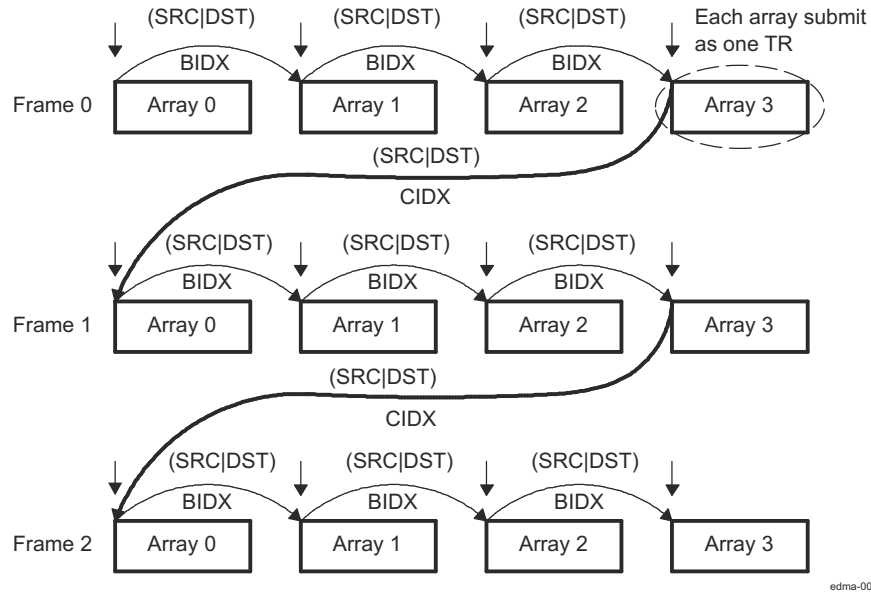 (SRC|DST) (SRC|DST) (SRC|DST) Each array submit
as one TR
BIDX BIDX BIDX
Frame 0 Array 0 Array 1 Array 2 Array 3
(SRC|DST)
CIDX
(SRC|DST) (SRC|DST) (SRC|DST)
BIDX BIDX BIDX
Frame 1 Array 0 Array 1 Array 2 Array 3
(SRC|DST)
CIDX
(SRC|DST) (SRC|DST) (SRC|DST)
BIDX BIDX BIDX
Frame 2 Array 0 Array 1 Array 2 Array 3
edma-00